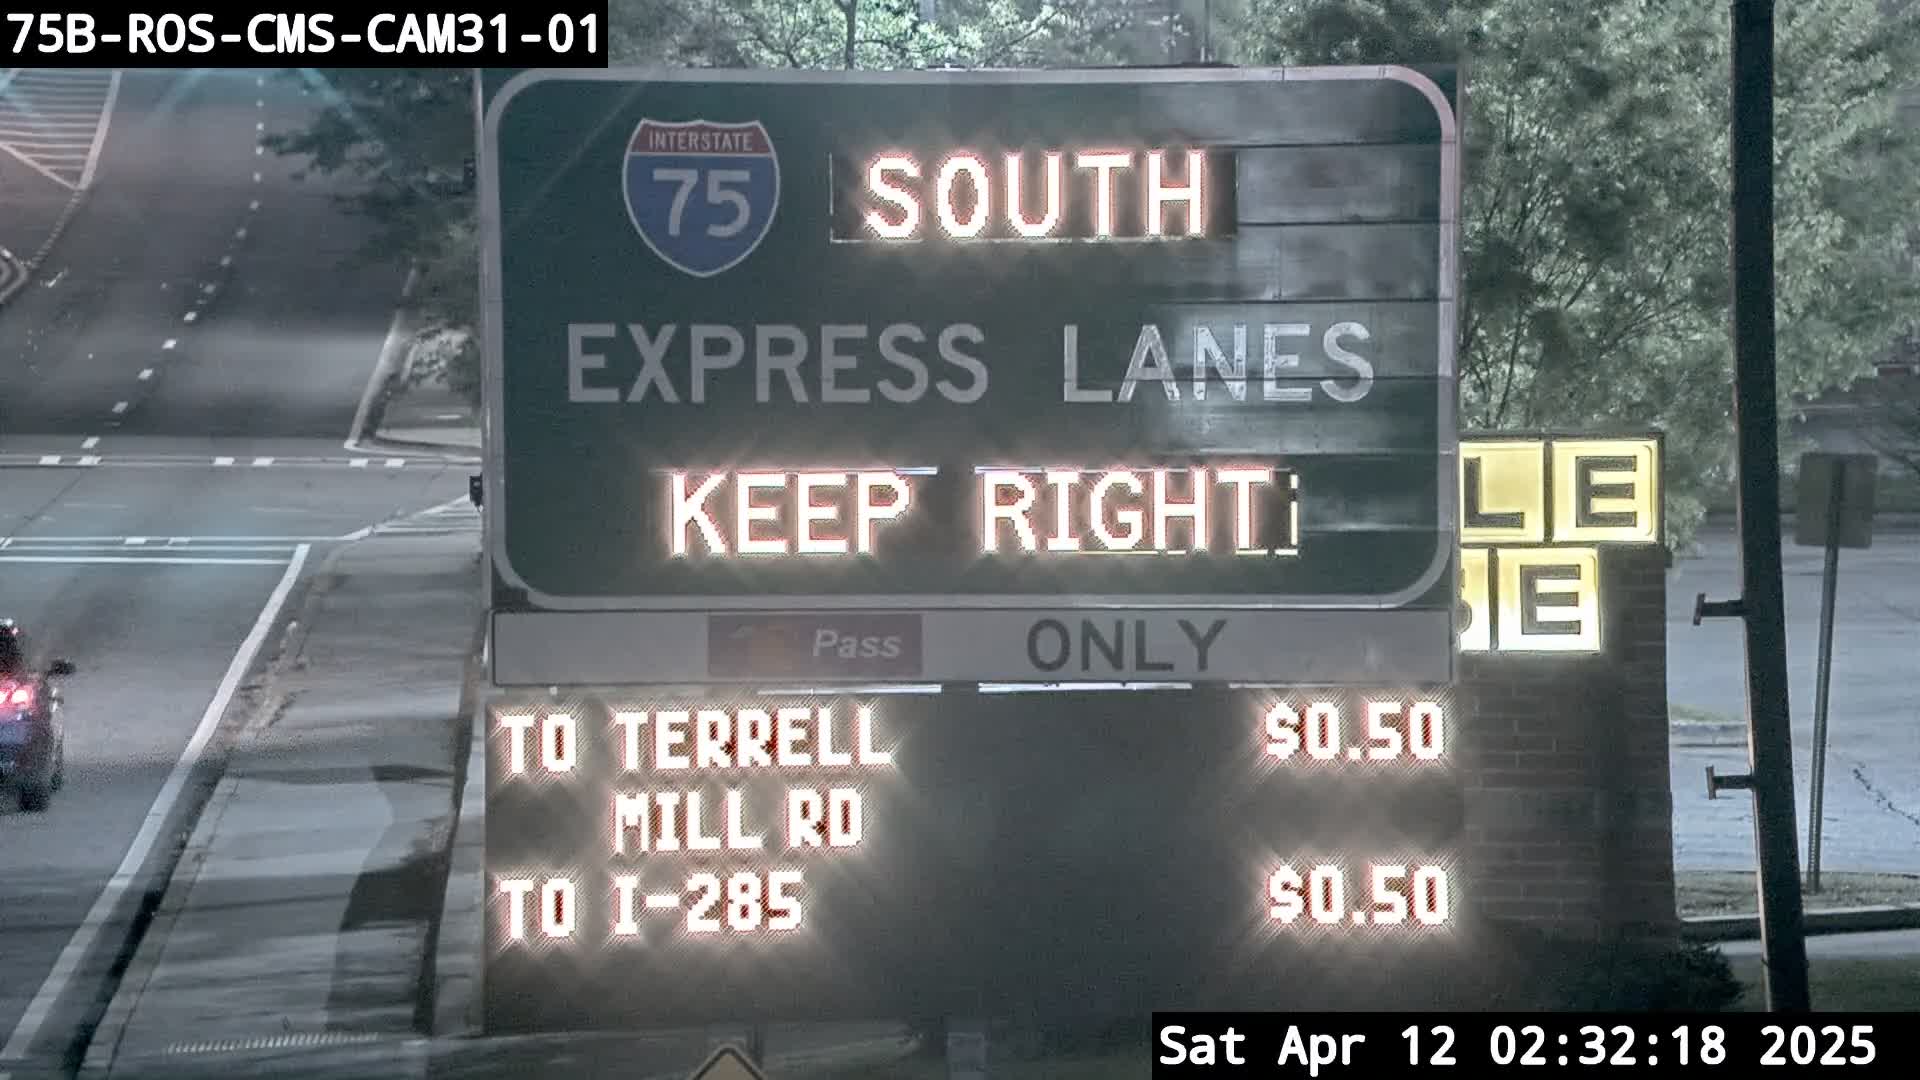 75B-ROS-CMS-CAM31-01
INTERSTATE
75
SOUTH
EXPRESS LANES
KEEP RIGHT
Pass ONLY
TO TERRELL $0.50
MILL RD
TO I-285 $0.50
LE
E
Sat Apr 12 02:32:18 2025